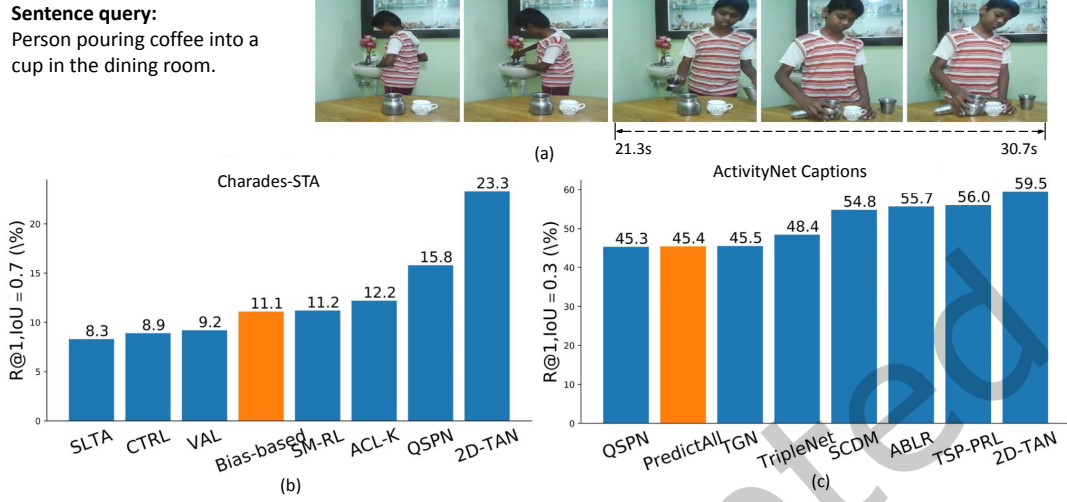 Sentence query:
Person pouring coffee into a
cup in the dining room.
21.3s
30.7s
(a)
Charades-STA
R@1,IoU = 0.7 (\%)
20
15
10
5
0
8.3
8.9
9.2
11.1
11.2
12.2
15.8
23.3
SLTA
CTRL
VAL
Bias-based
SM-RL
ACL-K
QSPN
2D-TAN
(b)
ActivityNet Captions
R@1,IoU = 0.3 (\%)
60
50
40
30
20
10
0
45.3
45.4
45.5
48.4
54.8
55.7
56.0
59.5
QSPN
PredictAll
TGN
TripleNet
SCDM
ABLR
TSP-PRL
2D-TAN
(c)
ted